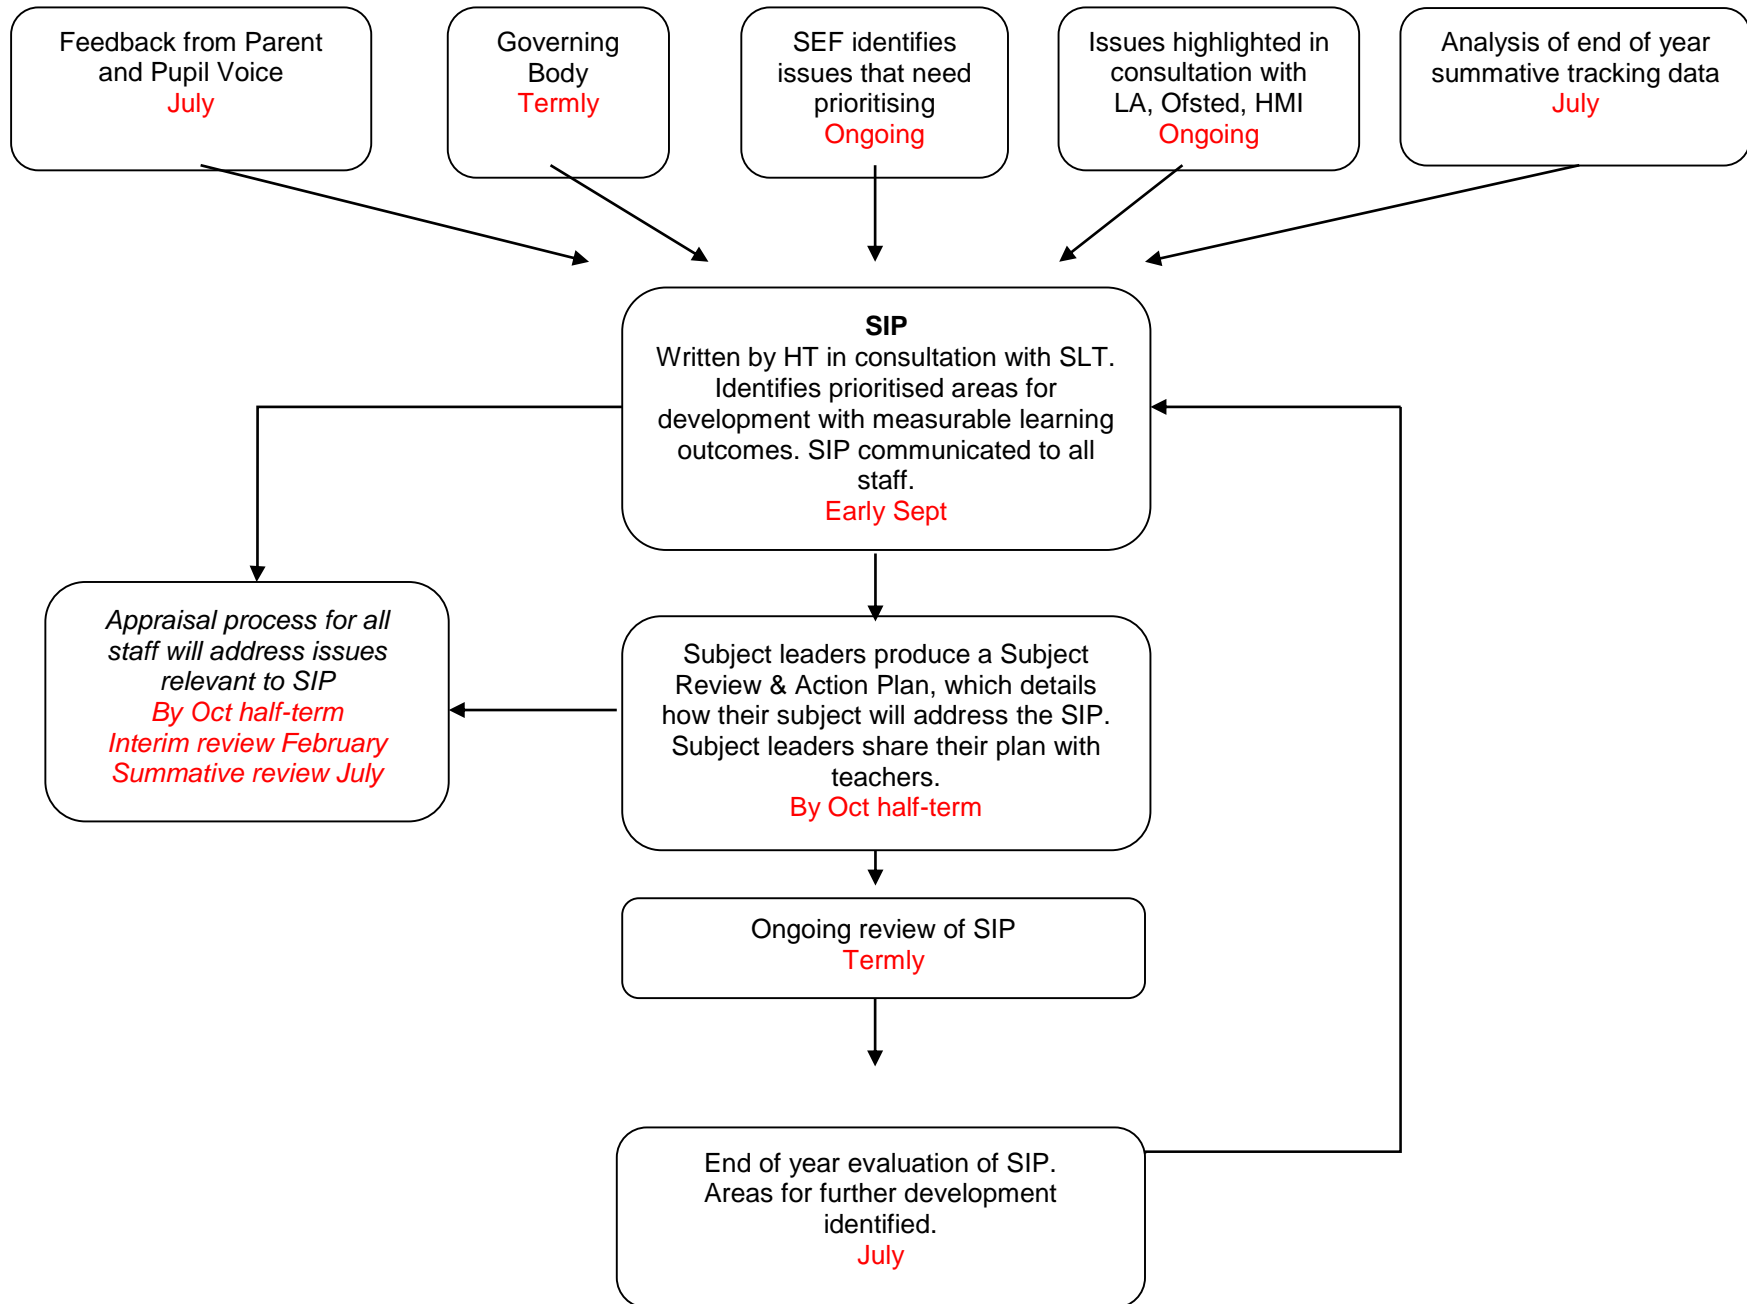 Feedback from Parent
and Pupil Voice
July
Governing
Body
Termly
SEF identifies
issues that need
prioritising
Ongoing
Issues highlighted in
consultation with
LA, Ofsted, HMI
Ongoing
Analysis of end of year
summative tracking data
July
SIP
Written by HT in consultation with SLT.
Identifies prioritised areas for
development with measurable learning
outcomes. SIP communicated to all
staff.
Early Sept
Appraisal process for all
staff will address issues
relevant to SIP
By Oct half-term
Interim review February
Summative review July
Subject leaders produce a Subject
Review & Action Plan, which details
how their subject will address the SIP.
Subject leaders share their plan with
teachers.
By Oct half-term
Ongoing review of SIP
Termly
End of year evaluation of SIP.
Areas for further development
identified.
July